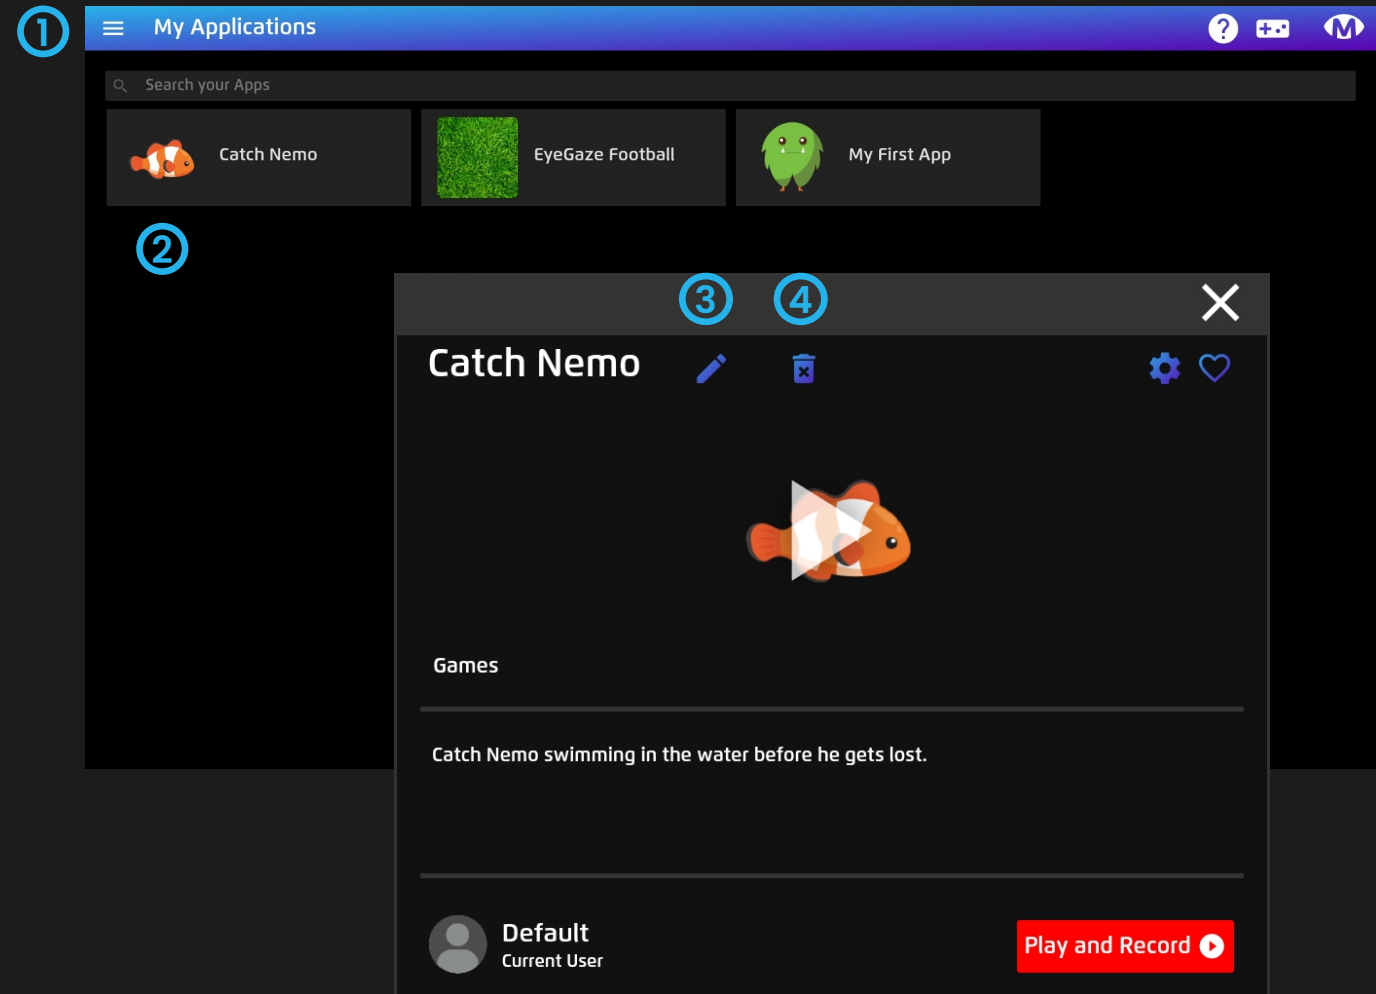 1
My Applications
?
M
Search your Apps
Catch Nemo
EyeGaze Football
My First App
2
3
4
Catch Nemo
Games
Catch Nemo swimming in the water before he gets lost.
Default
Current User
Play and Record